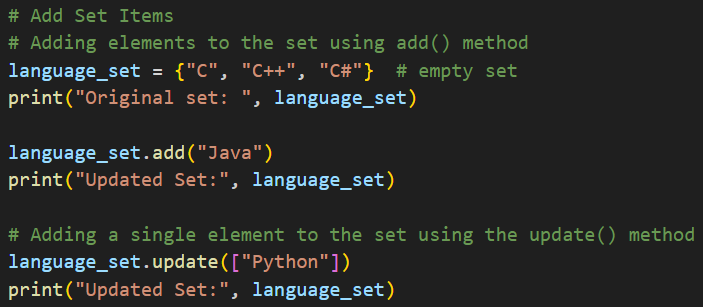 # Add Set Items
# Adding elements to the set using add() method
language_set = {"C", "C++", "C#"}  # empty set
print("Original set: ", language_set)

language_set.add("Java")
print("Updated Set:", language_set)

# Adding a single element to the set using the update() method
language_set.update(["Python"])
print("Updated Set:", language_set)